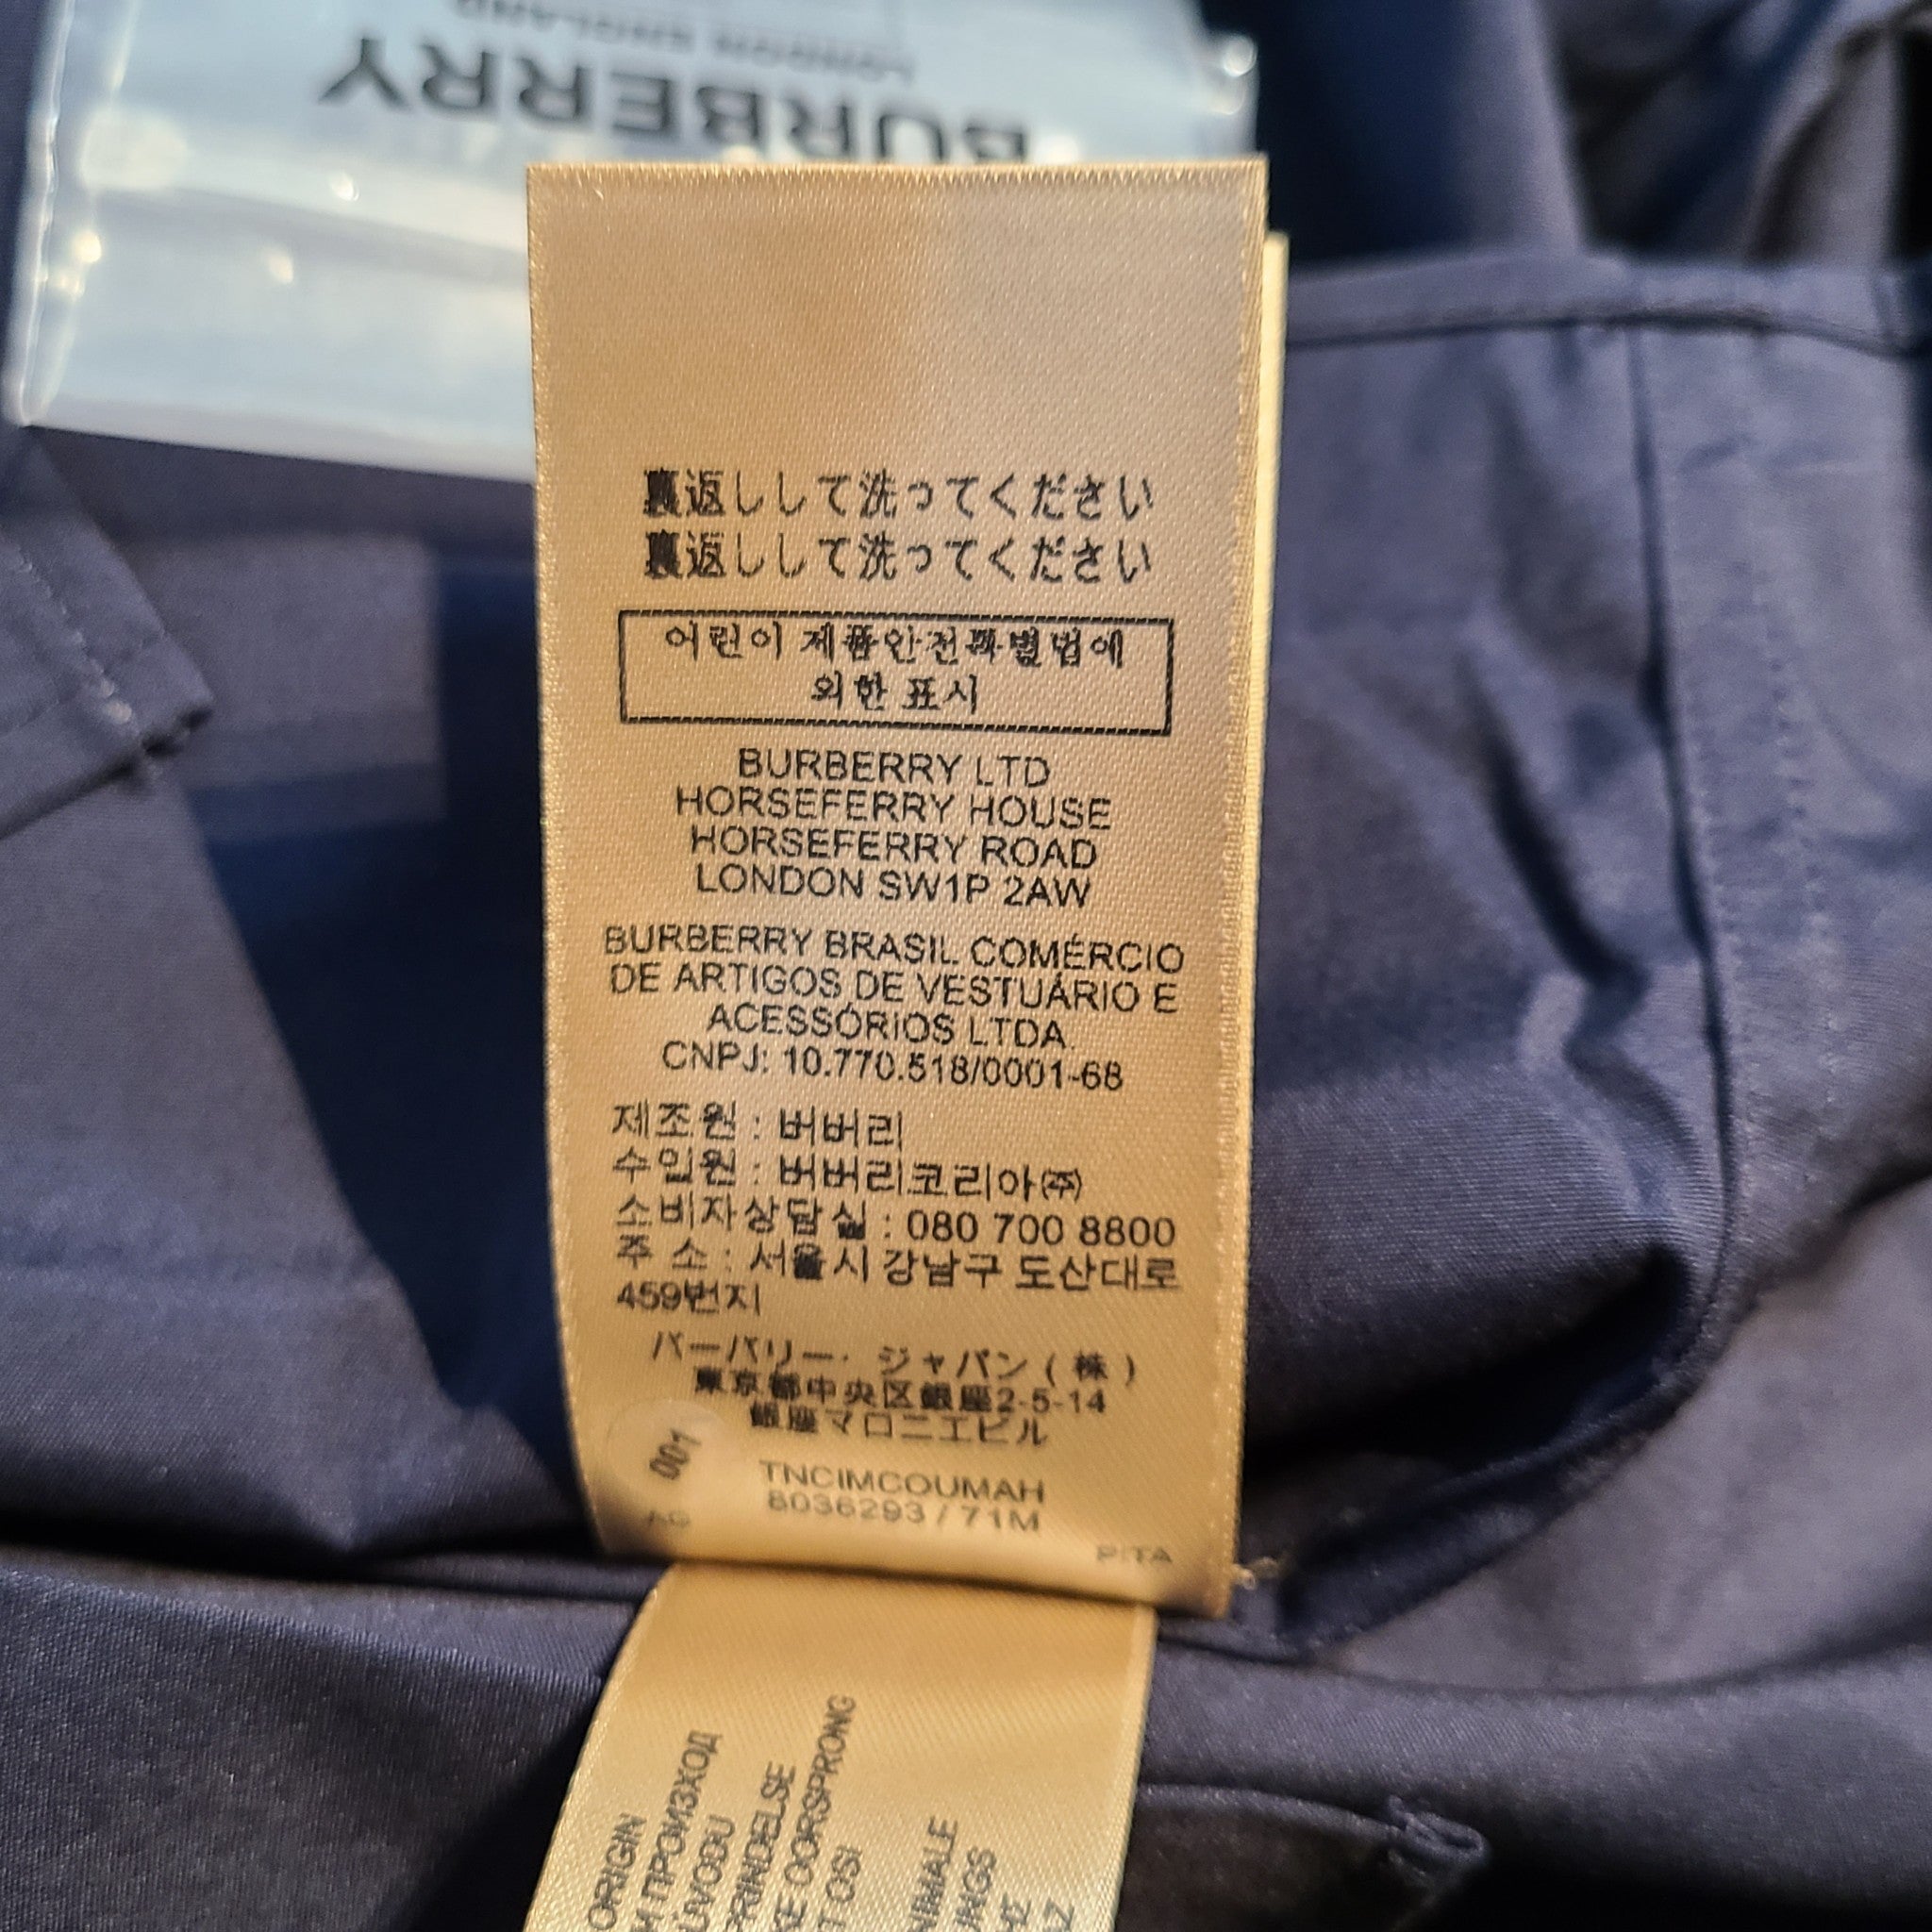 BURBERRY
LONDON ENGLAND
裏返しして洗ってください
裏返しして洗ってください
어린이 제품안전특별법에
의한 표시
BURBERRY LTD
HORSEFERRY HOUSE
HORSEFERRY ROAD
LONDON SW1P 2AW
BURBERRY BRASIL COMÉRCIO
DE ARTIGOS DE VESTUÁRIO E
ACESSÓRIOS LTDA.
CNPJ: 10.770.518/0001-68
제조원 : 버버리
수입원 : 버버리코리아㈜
소비자상담실 : 080 700 8800
주 소 : 서울시 강남구 도산대로
459번지
バーバリー・ジャパン(株)
東京都中央区銀座2-5-14
銀座マロニエビル
001
TNCIMCOUMAH
8036293 / 71M
AG
PITA
ORIGIN
ПРОИЗХОД
OORSPRONG
OSI